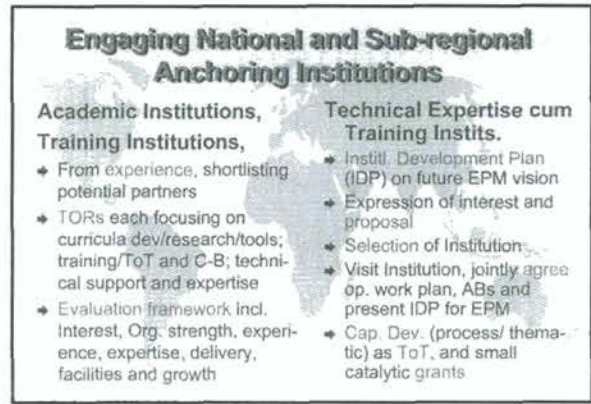 Engaging National and Sub-regional
Anchoring Institutions
Academic Institutions,
Training Institutions,
➔ From experience, shortlisting
potential partners
➔ TORs each focusing on
curricula dev/research/tools;
training/ToT and C-B; techni-
cal support and expertise
➔ Evaluation framework incl.
Interest, Org. strength, experi-
ence, expertise, delivery,
facilities and growth
Technical Expertise cum
Training Instits.
➔ Institl. Development Plan
(IDP) on future EPM vision
➔ Expression of interest and
proposal
➔ Selection of Institution
➔ Visit Institution, jointly agree
op. work plan, ABs and
present IDP for EPM
➔ Cap. Dev. (process/ thema-
tic) as ToT, and small
catalytic grants